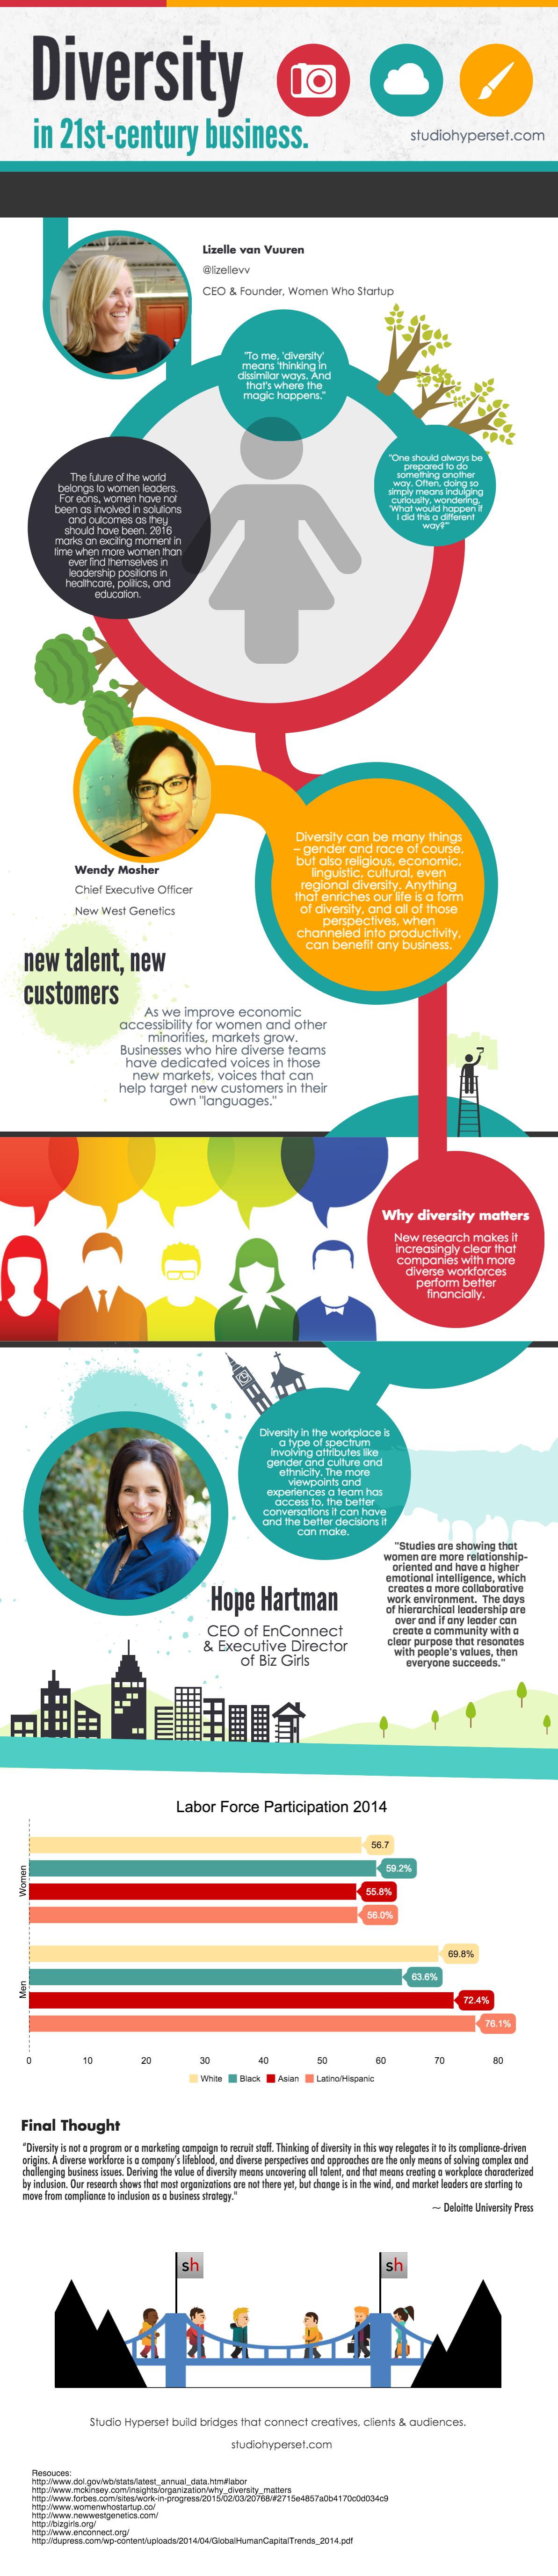 Diversity
in 21st-century business.
studiohyperset.com
Lizelle van Vuuren
@lizellevv
CEO & Founder, Women Who Startup
"To me, 'diversity'
means 'thinking in
dissimilar ways. And
that's where the
magic happens."
"One should always be
prepared to do
something another
way. Often, doing so
simply means indulging
curiousity, wondering,
'What would happen if
I did this a different
way?'"
The future of the world
belongs to women leaders.
For eons, women have not
been as involved in solutions
and outcomes as they
should have been. 2016
marks an exciting moment in
time when more women than
ever find themselves in
leadership positions in
healthcare, politics, and
education.
Wendy Mosher
Chief Executive Officer
New West Genetics
Diversity can be many things
– gender and race of course,
but also religious, economic,
linguistic, cultural, even
regional diversity. Anything
that enriches our life is a form
of diversity, and all of those
perspectives, when
channeled into productivity,
can benefit any business.
new talent, new
customers
As we improve economic
accessibility for women and other
minorities, markets grow.
Businesses who hire diverse teams
have dedicated voices in those
new markets, voices that can
help target new customers in their
own "languages."
Why diversity matters
New research makes it
increasingly clear that
companies with more
diverse workforces
perform better
financially.
Diversity in the workplace is
a type of spectrum
involving attributes like
gender and culture and
ethnicity. The more
viewpoints and
experiences a team has
access to, the better
conversations it can have
and the better decisions it
can make.
"Studies are showing that
women are more relationship-
oriented and have a higher
emotional intelligence, which
creates a more collaborative
work environment. The days
of hierarchical leadership are
over and if any leader can
create a community with a
clear purpose that resonates
with people's values, then
everyone succeeds."
Hope Hartman
CEO of EnConnect
& Executive Director
of Biz Girls
Labor Force Participation 2014
Women
56.7
59.2%
55.8%
56.0%
Men
69.8%
63.6%
72.4%
76.1%
0 10 20 30 40 50 60 70 80
White Black Asian Latino/Hispanic
Final Thought
"Diversity is not a program or a marketing campaign to recruit staff. Thinking of diversity in this way relegates it to its compliance-driven
origins. A diverse workforce is a company's lifeblood, and diverse perspectives and approaches are the only means of solving complex and
challenging business issues. Deriving the value of diversity means uncovering all talent, and that means creating a workplace characterized
by inclusion. Our research shows that most organizations are not there yet, but change is in the wind, and market leaders are starting to
move from compliance to inclusion as a business strategy."
~ Deloitte University Press
sh
sh
Studio Hyperset build bridges that connect creatives, clients & audiences.
studiohyperset.com
Resouces:
http://www.dol.gov/wb/stats/latest_annual_data.htm#labor
http://www.mckinsey.com/insights/organization/why_diversity_matters
http://www.forbes.com/sites/work-in-progress/2015/02/03/20768/#2715e4857a0b4170c0d034c9
http://www.womenwhostartup.co/
http://www.newwestgenetics.com/
http://bizgirls.org/
http://www.enconnect.org/
http://dupress.com/wp-content/uploads/2014/04/GlobalHumanCapitalTrends_2014.pdf